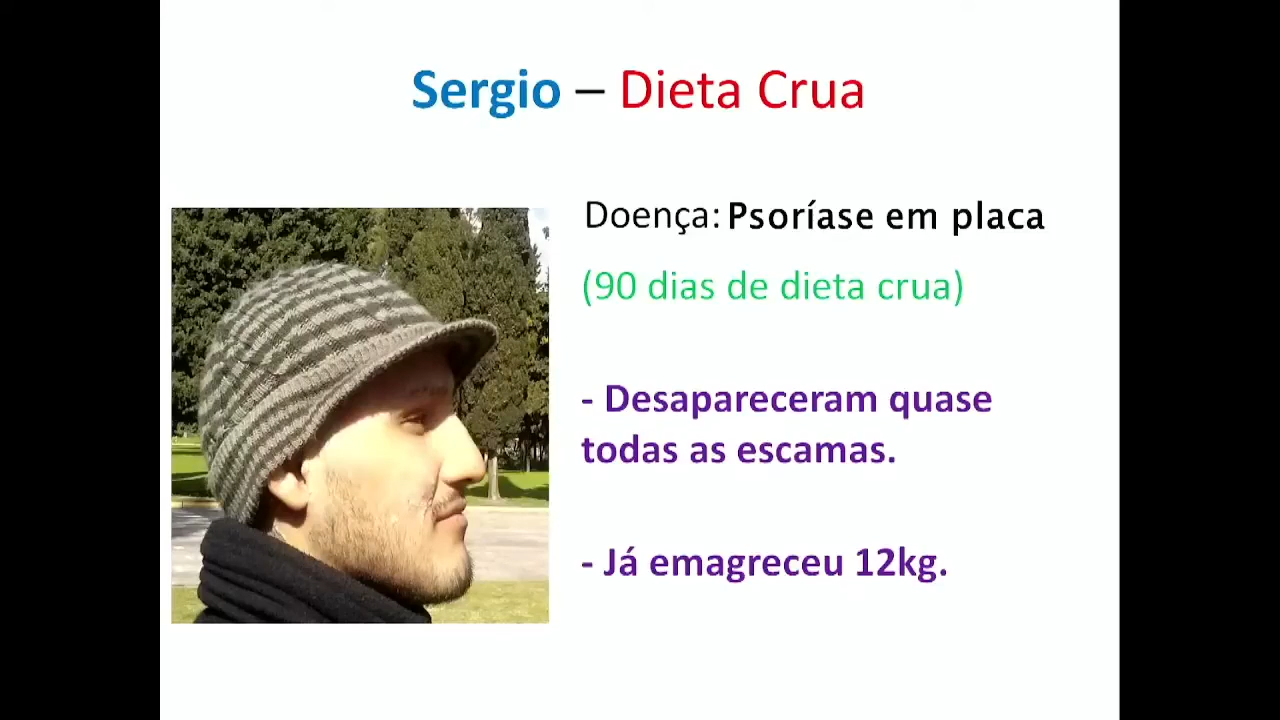 Sergio – Dieta Crua
Doença: Psoríase em placa
(90 dias de dieta crua)
- Desapareceram quase
todas as escamas.
- Já emagreceu 12kg.